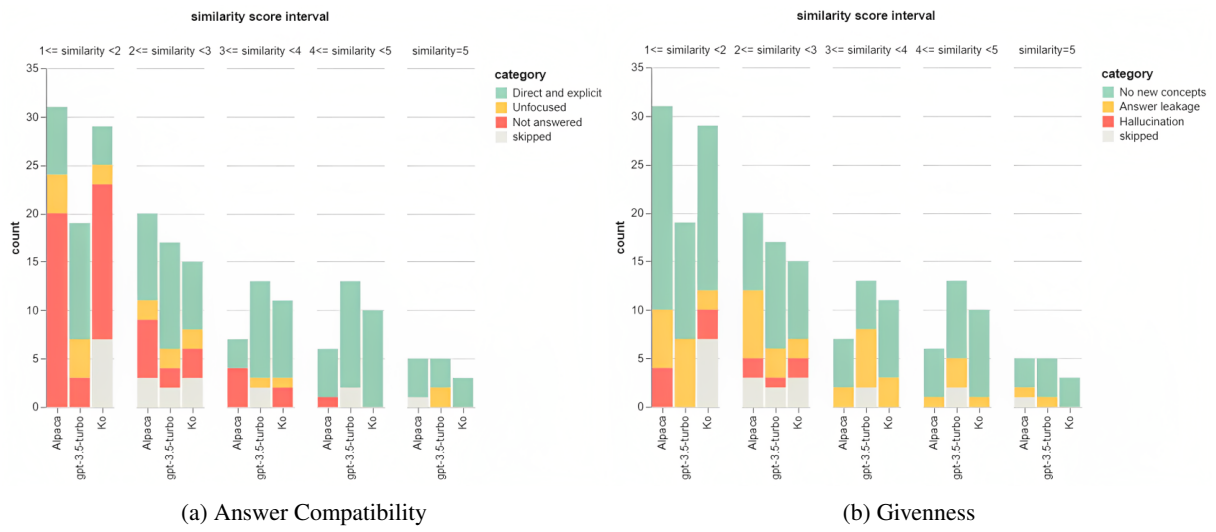 similarity score interval
1<= similarity <2 2<= similarity <3 3<= similarity <4 4<= similarity <5 similarity=5
35
30
25
20
15
10
5
0
count
Alpaca
gpt-3.5-turbo
Ko
Alpaca
gpt-3.5-turbo
Ko
Alpaca
gpt-3.5-turbo
Ko
Alpaca
gpt-3.5-turbo
Ko
Alpaca
gpt-3.5-turbo
Ko
category
Direct and explicit
Unfocused
Not answered
skipped
(a) Answer Compatibility
similarity score interval
1<= similarity <2 2<= similarity <3 3<= similarity <4 4<= similarity <5 similarity=5
35
30
25
20
15
10
5
0
count
Alpaca
gpt-3.5-turbo
Ko
Alpaca
gpt-3.5-turbo
Ko
Alpaca
gpt-3.5-turbo
Ko
Alpaca
gpt-3.5-turbo
Ko
Alpaca
gpt-3.5-turbo
Ko
category
No new concepts
Answer leakage
Hallucination
skipped
(b) Givenness